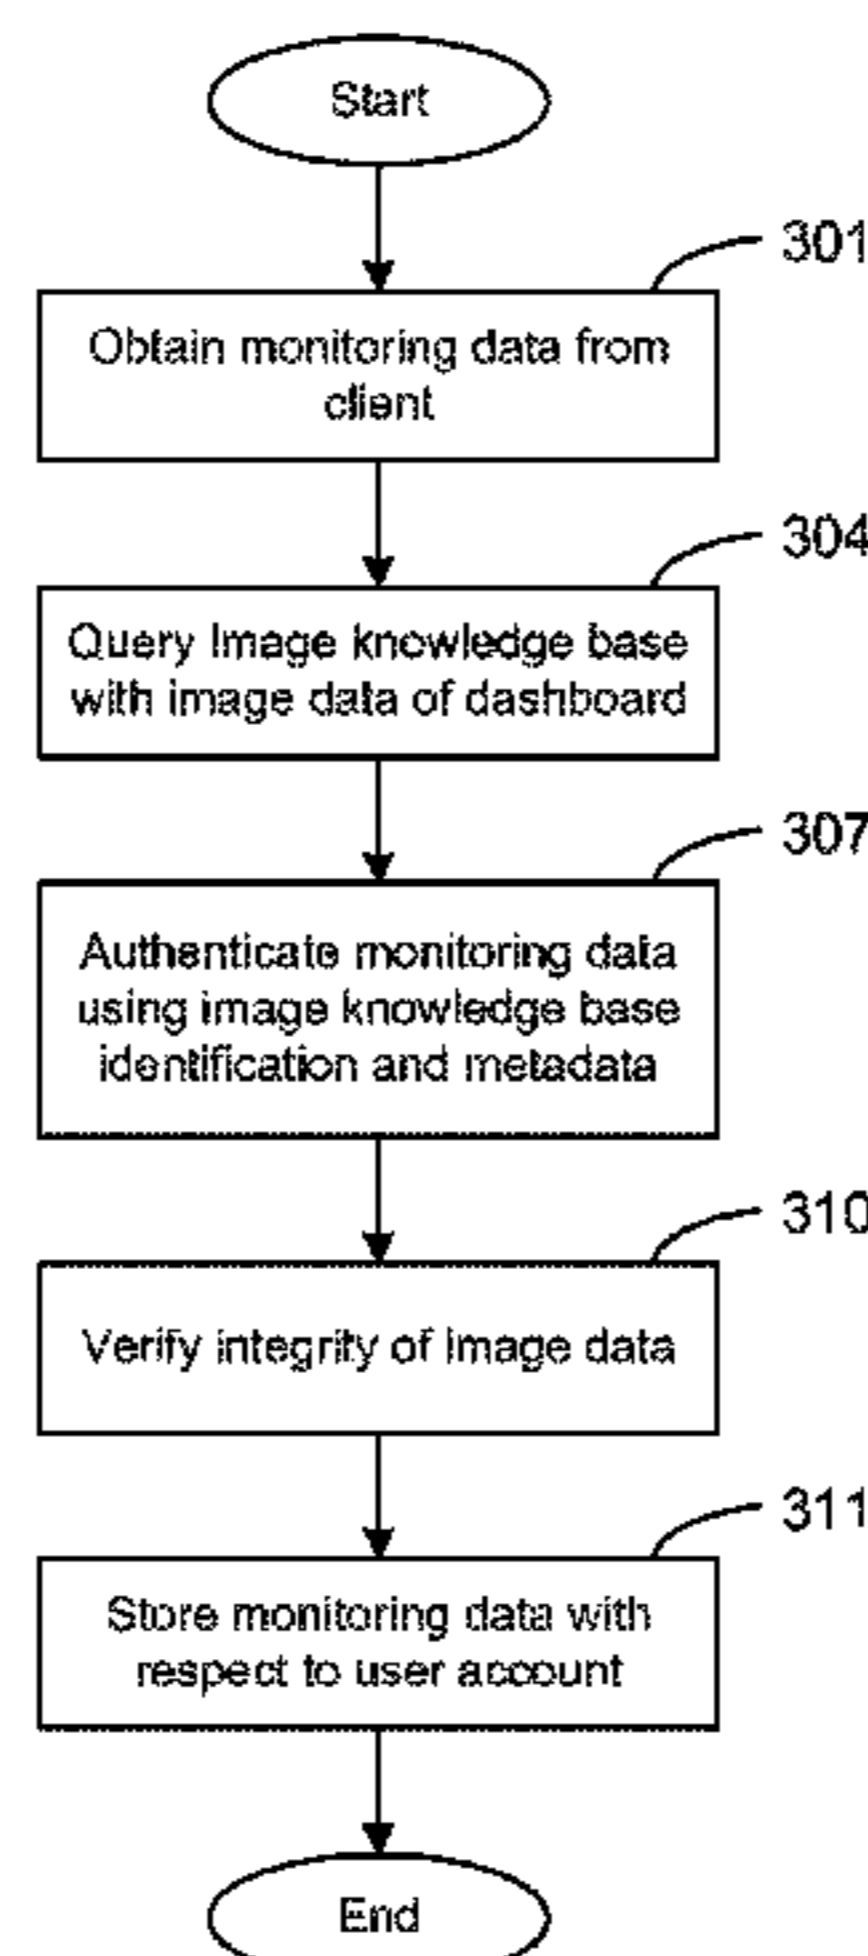 Start
301
Obtain monitoring data from
client
304
Query Image knowledge base
with image data of dashboard
307
Authenticate monitoring data
using image knowledge base
identification and metadata
310
Verify integrity of Image data
311
Store monitoring data with
respect to user account
End